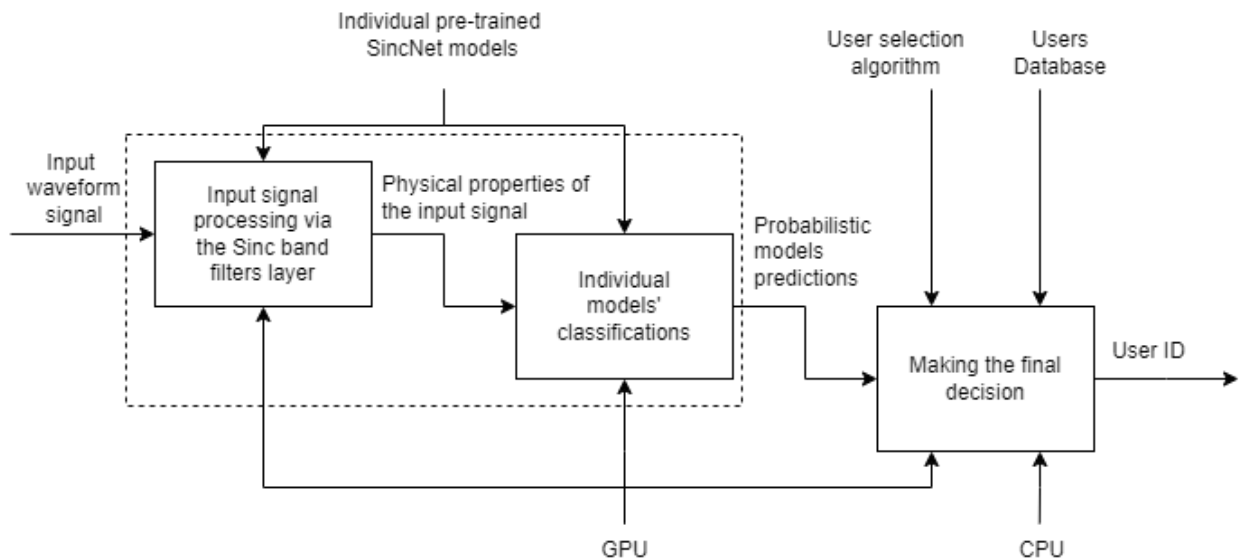 Individual pre-trained
SincNet models
User selection
algorithm
Users
Database
Input
waveform
signal
Input signal
processing via
the Sinc band
filters layer
Physical properties of
the input signal
Individual
models'
classifications
Probabilistic
models
predictions
Making the final
decision
User ID
GPU
CPU